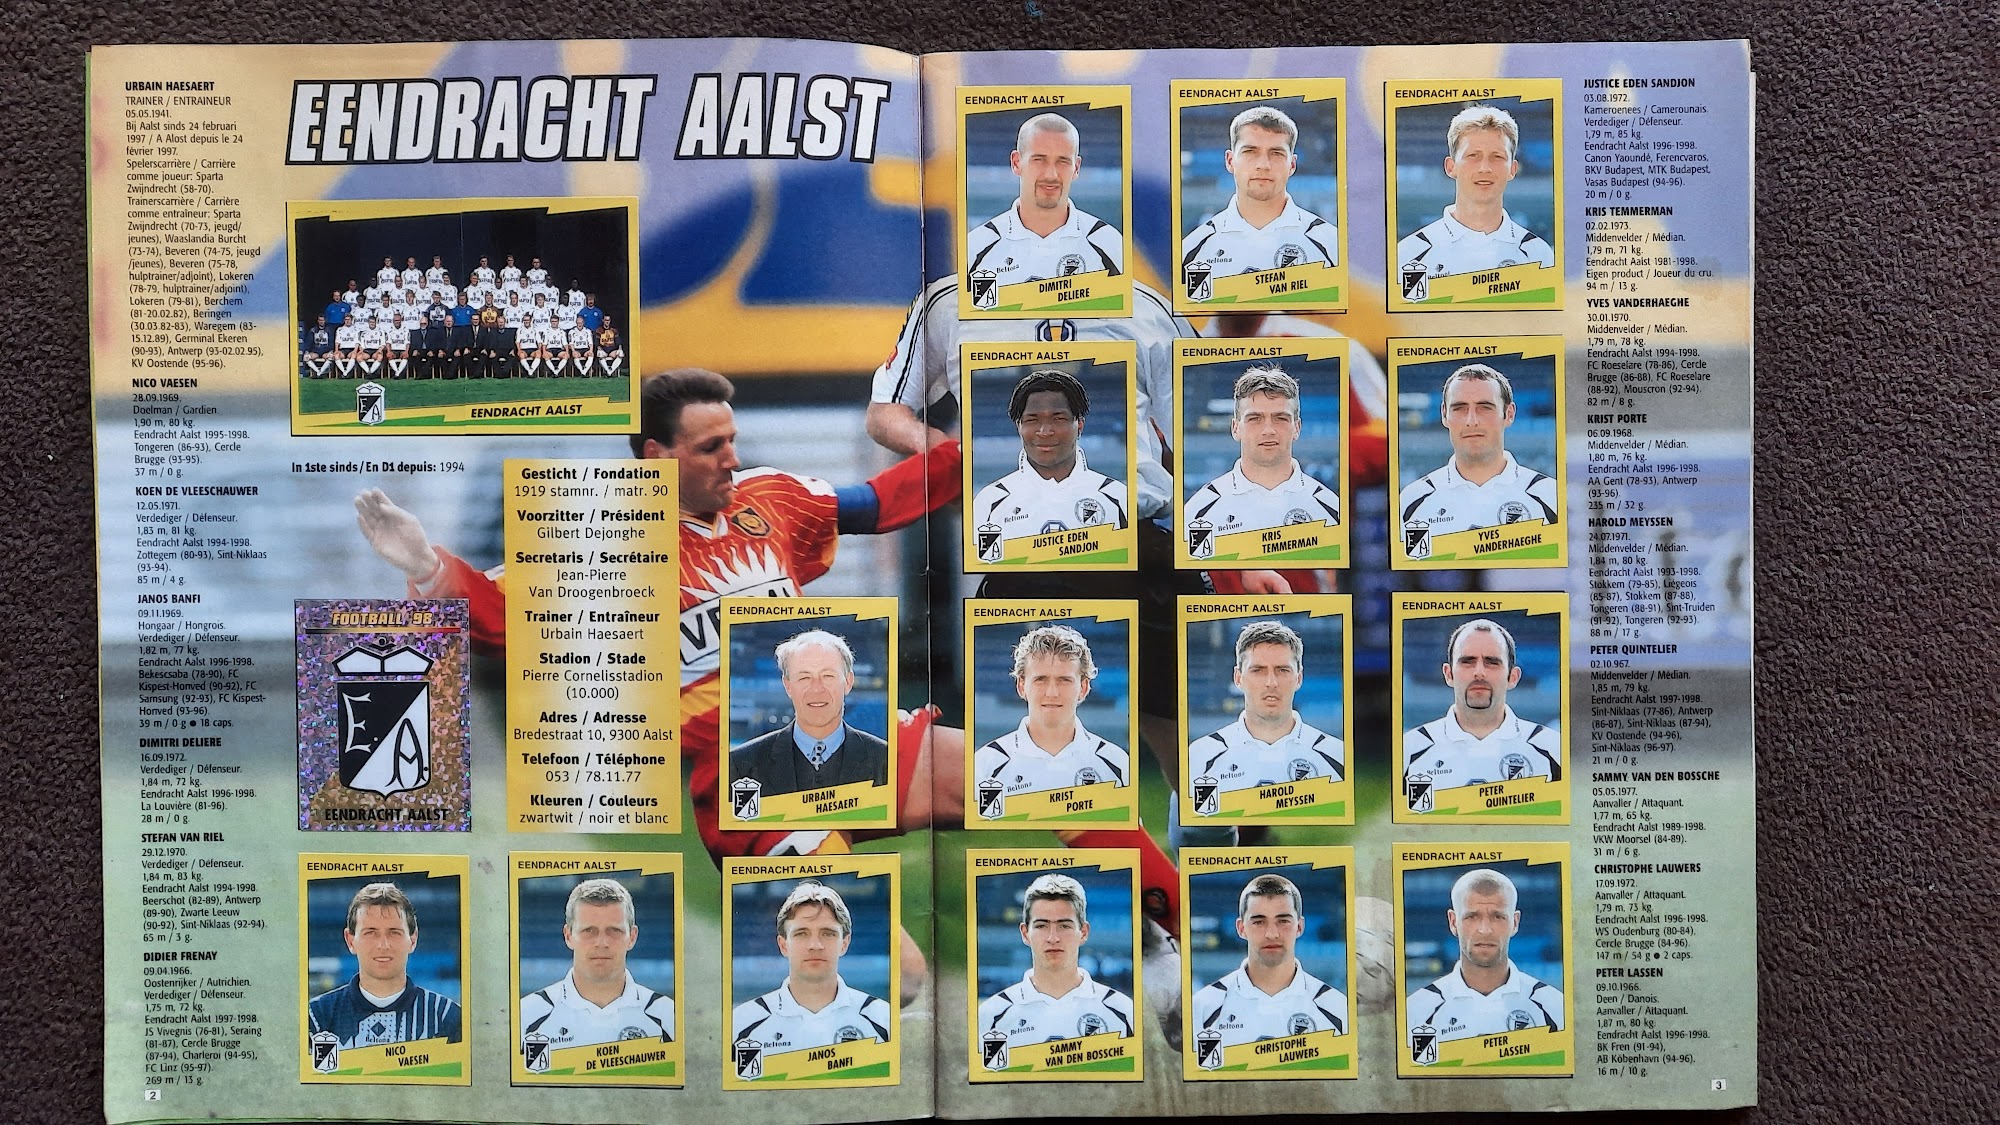 URBAIN HAESAERT
TRAINER / ENTRAINEUR
05.05.1941.
Bij Aalst sinds 24 februari
1997 / A Alost depuis le 24
février 1997.
Spelerscarrière / Carrière
comme joueur: Sparta
Zwijndrecht (58-70).
Trainerscarrière / Carrière
comme entraîneur: Sparta
Zwijndrecht (70-73, jeugd/
jeunes), Waaslandia Burcht
(73-74), Beveren (74-75, jeugd
/jeunes), Beveren (75-78,
hulptrainer/adjoint), Lokeren
(78-79, hulptrainer/adjoint),
Lokeren (79-81), Berchem
(81-20.02.82), Beringen
(30.03.82-83), Waregem (83-
15.12.89), Germinal Ekeren
(90-93), Antwerp (93-02.02.95),
KV Oostende (95-96).
NICO VAESEN
28.09.1969.
Doelman / Gardien.
1,90 m, 80 kg.
Eendracht Aalst 1995-1998.
Tongeren (86-93), Cercle
Brugge (93-95).
37 m / 0 g.
KOEN DE VLEESCHAUWER
12.05.1971.
Verdediger / Défenseur.
1,83 m, 81 kg.
Eendracht Aalst 1994-1998.
Zottegem (80-93), Sint-Niklaas
(93-94).
85 m / 4 g.
JANOS BANFI
09.11.1969.
Hongaar / Hongrois.
Verdediger / Défenseur.
1,82 m, 77 kg.
Eendracht Aalst 1996-1998.
Bekescsaba (78-90), FC
Kispest-Honved (90-92), FC
Samsung (92-93), FC Kispest-
Honved (93-96).
39 m / 0 g ● 18 caps.
DIMITRI DELIERE
16.09.1972.
Verdediger / Défenseur.
1,84 m, 72 kg.
Eendracht Aalst 1996-1998.
La Louvière (81-96).
28 m / 0 g.
STEFAN VAN RIEL
29.12.1970.
Verdediger / Défenseur.
1,84 m, 83 kg.
Eendracht Aalst 1994-1998.
Beerschot (82-89), Antwerp
(89-90), Zwarte Leeuw
(90-92), Sint-Niklaas (92-94).
65 m / 3 g.
DIDIER FRENAY
09.04.1966.
Oostenrijker / Autrichien.
Verdediger / Défenseur.
1,75 m, 72 kg.
Eendracht Aalst 1997-1998.
JS Vivegnis (76-81), Seraing
(81-87), Cercle Brugge
(87-94), Charleroi (94-95),
FC Linz (95-97).
269 m / 13 g.
2
EENDRACHT AALST
EENDRACHT AALST
In 1ste sinds / En D1 depuis: 1994
FOOTBALL 98
E.A.
EENDRACHT AALST
Gesticht / Fondation
1919 stamnr. / matr. 90
Voorzitter / Président
Gilbert Dejonghe
Secretaris / Secrétaire
Jean-Pierre
Van Droogenbroeck
Trainer / Entraîneur
Urbain Haesaert
Stadion / Stade
Pierre Cornelisstadion
(10.000)
Adres / Adresse
Bredestraat 10, 9300 Aalst
Telefoon / Téléphone
053 / 78.11.77
Kleuren / Couleurs
zwartwit / noir et blanc
EENDRACHT AALST
URBAIN
HAESAERT
EENDRACHT AALST
Beltona
NICO
VAESEN
EENDRACHT AALST
Beltona
KOEN
DE VLEESCHAUWER
EENDRACHT AALST
Beltona
JANOS
BANFI
EENDRACHT AALST
Beltona
DIMITRI
DELIERE
EENDRACHT AALST
Beltona
STEFAN
VAN RIEL
EENDRACHT AALST
Beltona
DIDIER
FRENAY
EENDRACHT AALST
Beltona
JUSTICE EDEN
SANDJON
EENDRACHT AALST
Beltona
KRIS
TEMMERMAN
EENDRACHT AALST
Beltona
YVES
VANDERHAEGHE
EENDRACHT AALST
Beltona
KRIST
PORTE
EENDRACHT AALST
Beltona
HAROLD
MEYSSEN
EENDRACHT AALST
Beltona
PETER
QUINTELIER
EENDRACHT AALST
Beltona
SAMMY
VAN DEN BOSSCHE
EENDRACHT AALST
Beltona
CHRISTOPHE
LAUWERS
EENDRACHT AALST
Beltona
PETER
LASSEN
JUSTICE EDEN SANDJON
03.08.1972.
Kameroenees / Camerounais.
Verdediger / Défenseur.
1,79 m, 85 kg.
Eendracht Aalst 1996-1998.
Canon Yaoundé, Ferencvaros,
BKV Budapest, MTK Budapest,
Vasas Budapest (94-96).
20 m / 0 g.
KRIS TEMMERMAN
02.02.1973.
Middenvelder / Médian.
1,79 m, 71 kg.
Eendracht Aalst 1981-1998.
Eigen product / Joueur du cru.
94 m / 13 g.
YVES VANDERHAEGHE
30.01.1970.
Middenvelder / Médian.
1,79 m, 78 kg.
Eendracht Aalst 1994-1998.
FC Roeselare (78-86), Cercle
Brugge (86-88), FC Roeselare
(88-92), Mouscron (92-94).
82 m / 8 g.
KRIST PORTE
06.09.1968.
Middenvelder / Médian.
1,80 m, 76 kg.
Eendracht Aalst 1996-1998.
AA Gent (78-93), Antwerp
(93-96).
235 m / 32 g.
HAROLD MEYSSEN
24.07.1971.
Middenvelder / Médian.
1,84 m, 80 kg.
Eendracht Aalst 1993-1998.
Stokkem (79-85), Liégeois
(85-87), Stokkem (87-88),
Tongeren (88-91), Sint-Truiden
(91-92), Tongeren (92-93).
88 m / 17 g.
PETER QUINTELIER
02.10.967.
Middenvelder / Médian.
1,85 m, 79 kg.
Eendracht Aalst 1997-1998.
Sint-Niklaas (77-86), Antwerp
(86-87), Sint-Niklaas (87-94),
KV Oostende (94-96),
Sint-Niklaas (96-97).
21 m / 0 g.
SAMMY VAN DEN BOSSCHE
05.05.1977.
Aanvaller / Attaquant.
1,77 m, 65 kg.
Eendracht Aalst 1989-1998.
VKW Moorsel (84-89).
31 m / 6 g.
CHRISTOPHE LAUWERS
17.09.1972.
Aanvaller / Attaquant.
1,79 m, 73 kg.
Eendracht Aalst 1996-1998.
WS Oudenburg (80-84).
Cercle Brugge (84-96).
147 m / 54 g ● 2 caps.
PETER LASSEN
09.10.1966.
Deen / Danois.
Aanvaller / Attaquant.
1,87 m, 80 kg.
Eendracht Aalst 1996-1998.
BK Fren (91-94),
AB Köbenhavn (94-96).
16 m / 10 g.
3